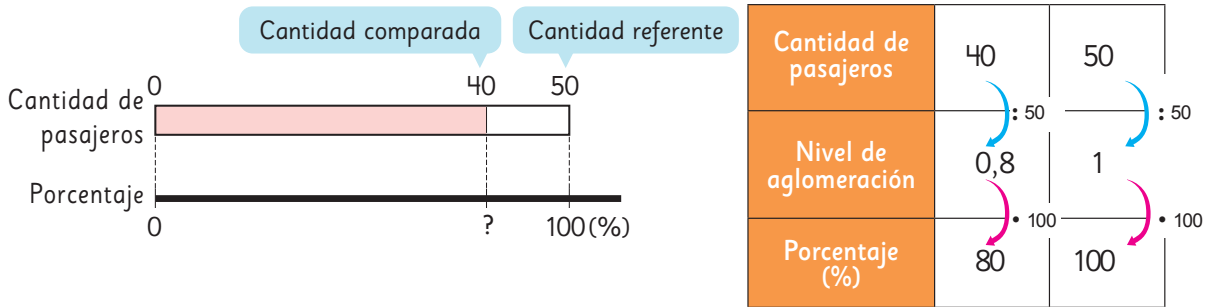 Cantidad comparada
Cantidad referente
0 40 50
Cantidad de
pasajeros
Porcentaje
0 ? 100(%)
Cantidad de
pasajeros
40 50
: 50 : 50
Nivel de
aglomeración
0,8 1
• 100 • 100
Porcentaje
(%)
80 100